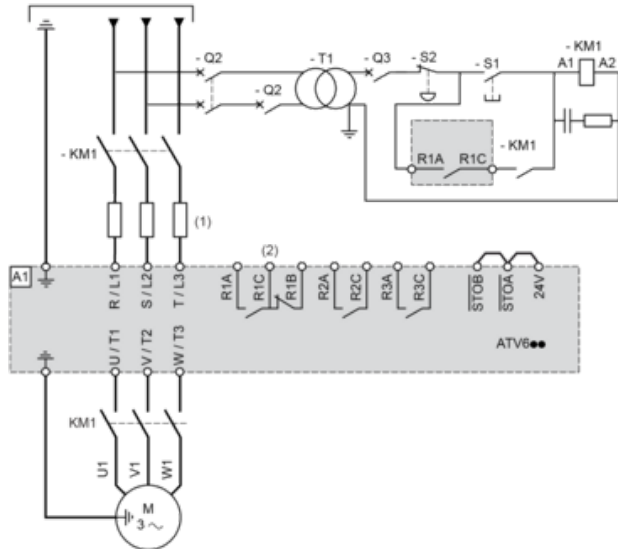 - Q2
- T1
- Q3
- S2
- S1
- KM1
A1
A2
- Q2
- KM1
R1A
R1C
- KM1
(1)
(2)
A1
R / L1
S / L2
T / L3
R1A
R1C
R1B
R2A
R2C
R3A
R3C
STOB
STOA
24V
U / T1
V / T2
W / T3
ATV6●●
KM1
U1
V1
W1
M
3 ~